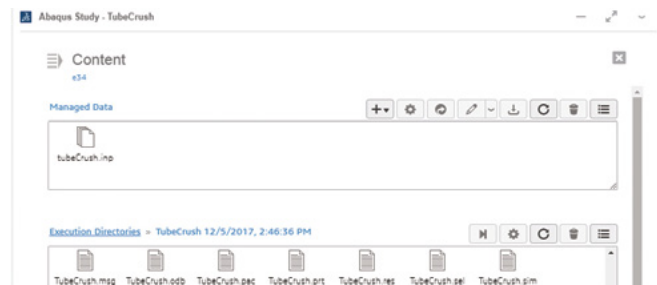 Abaqus Study - TubeCrush
Content
e34
Managed Data
tubeCrush.inp
Execution Directories » TubeCrush 12/5/2017, 2:46:36 PM
TubeCrush.msg TubeCrush.odb TubeCrush.pac TubeCrush.prt TubeCrush.res TubeCrush.sel TubeCrush.sim